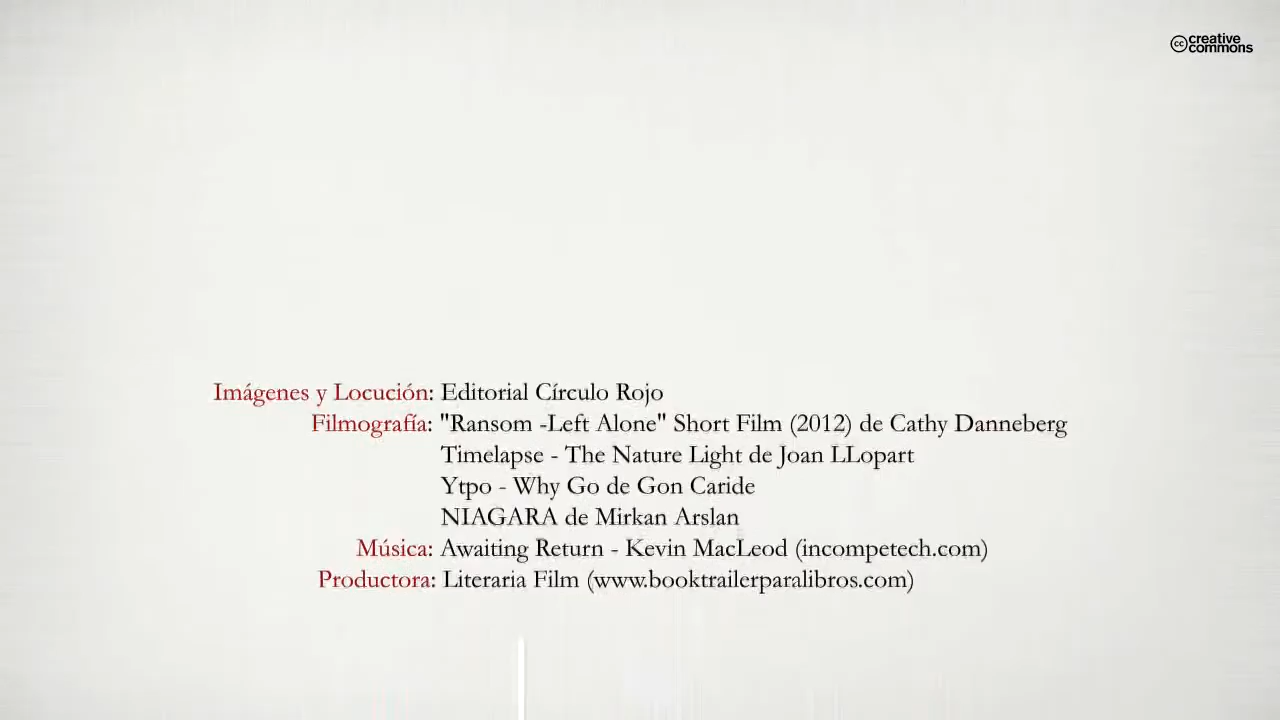 creative
commons
Imágenes y Locución: Editorial Círculo Rojo
Filmografía: "Ransom -Left Alone" Short Film (2012) de Cathy Danneberg
Timelapse - The Nature Light de Joan LLopart
Ytpo - Why Go de Gon Caride
NIAGARA de Mirkan Arslan
Música: Awaiting Return - Kevin MacLeod (incompetech.com)
Productora: Literaria Film (www.booktrailerparalibros.com)